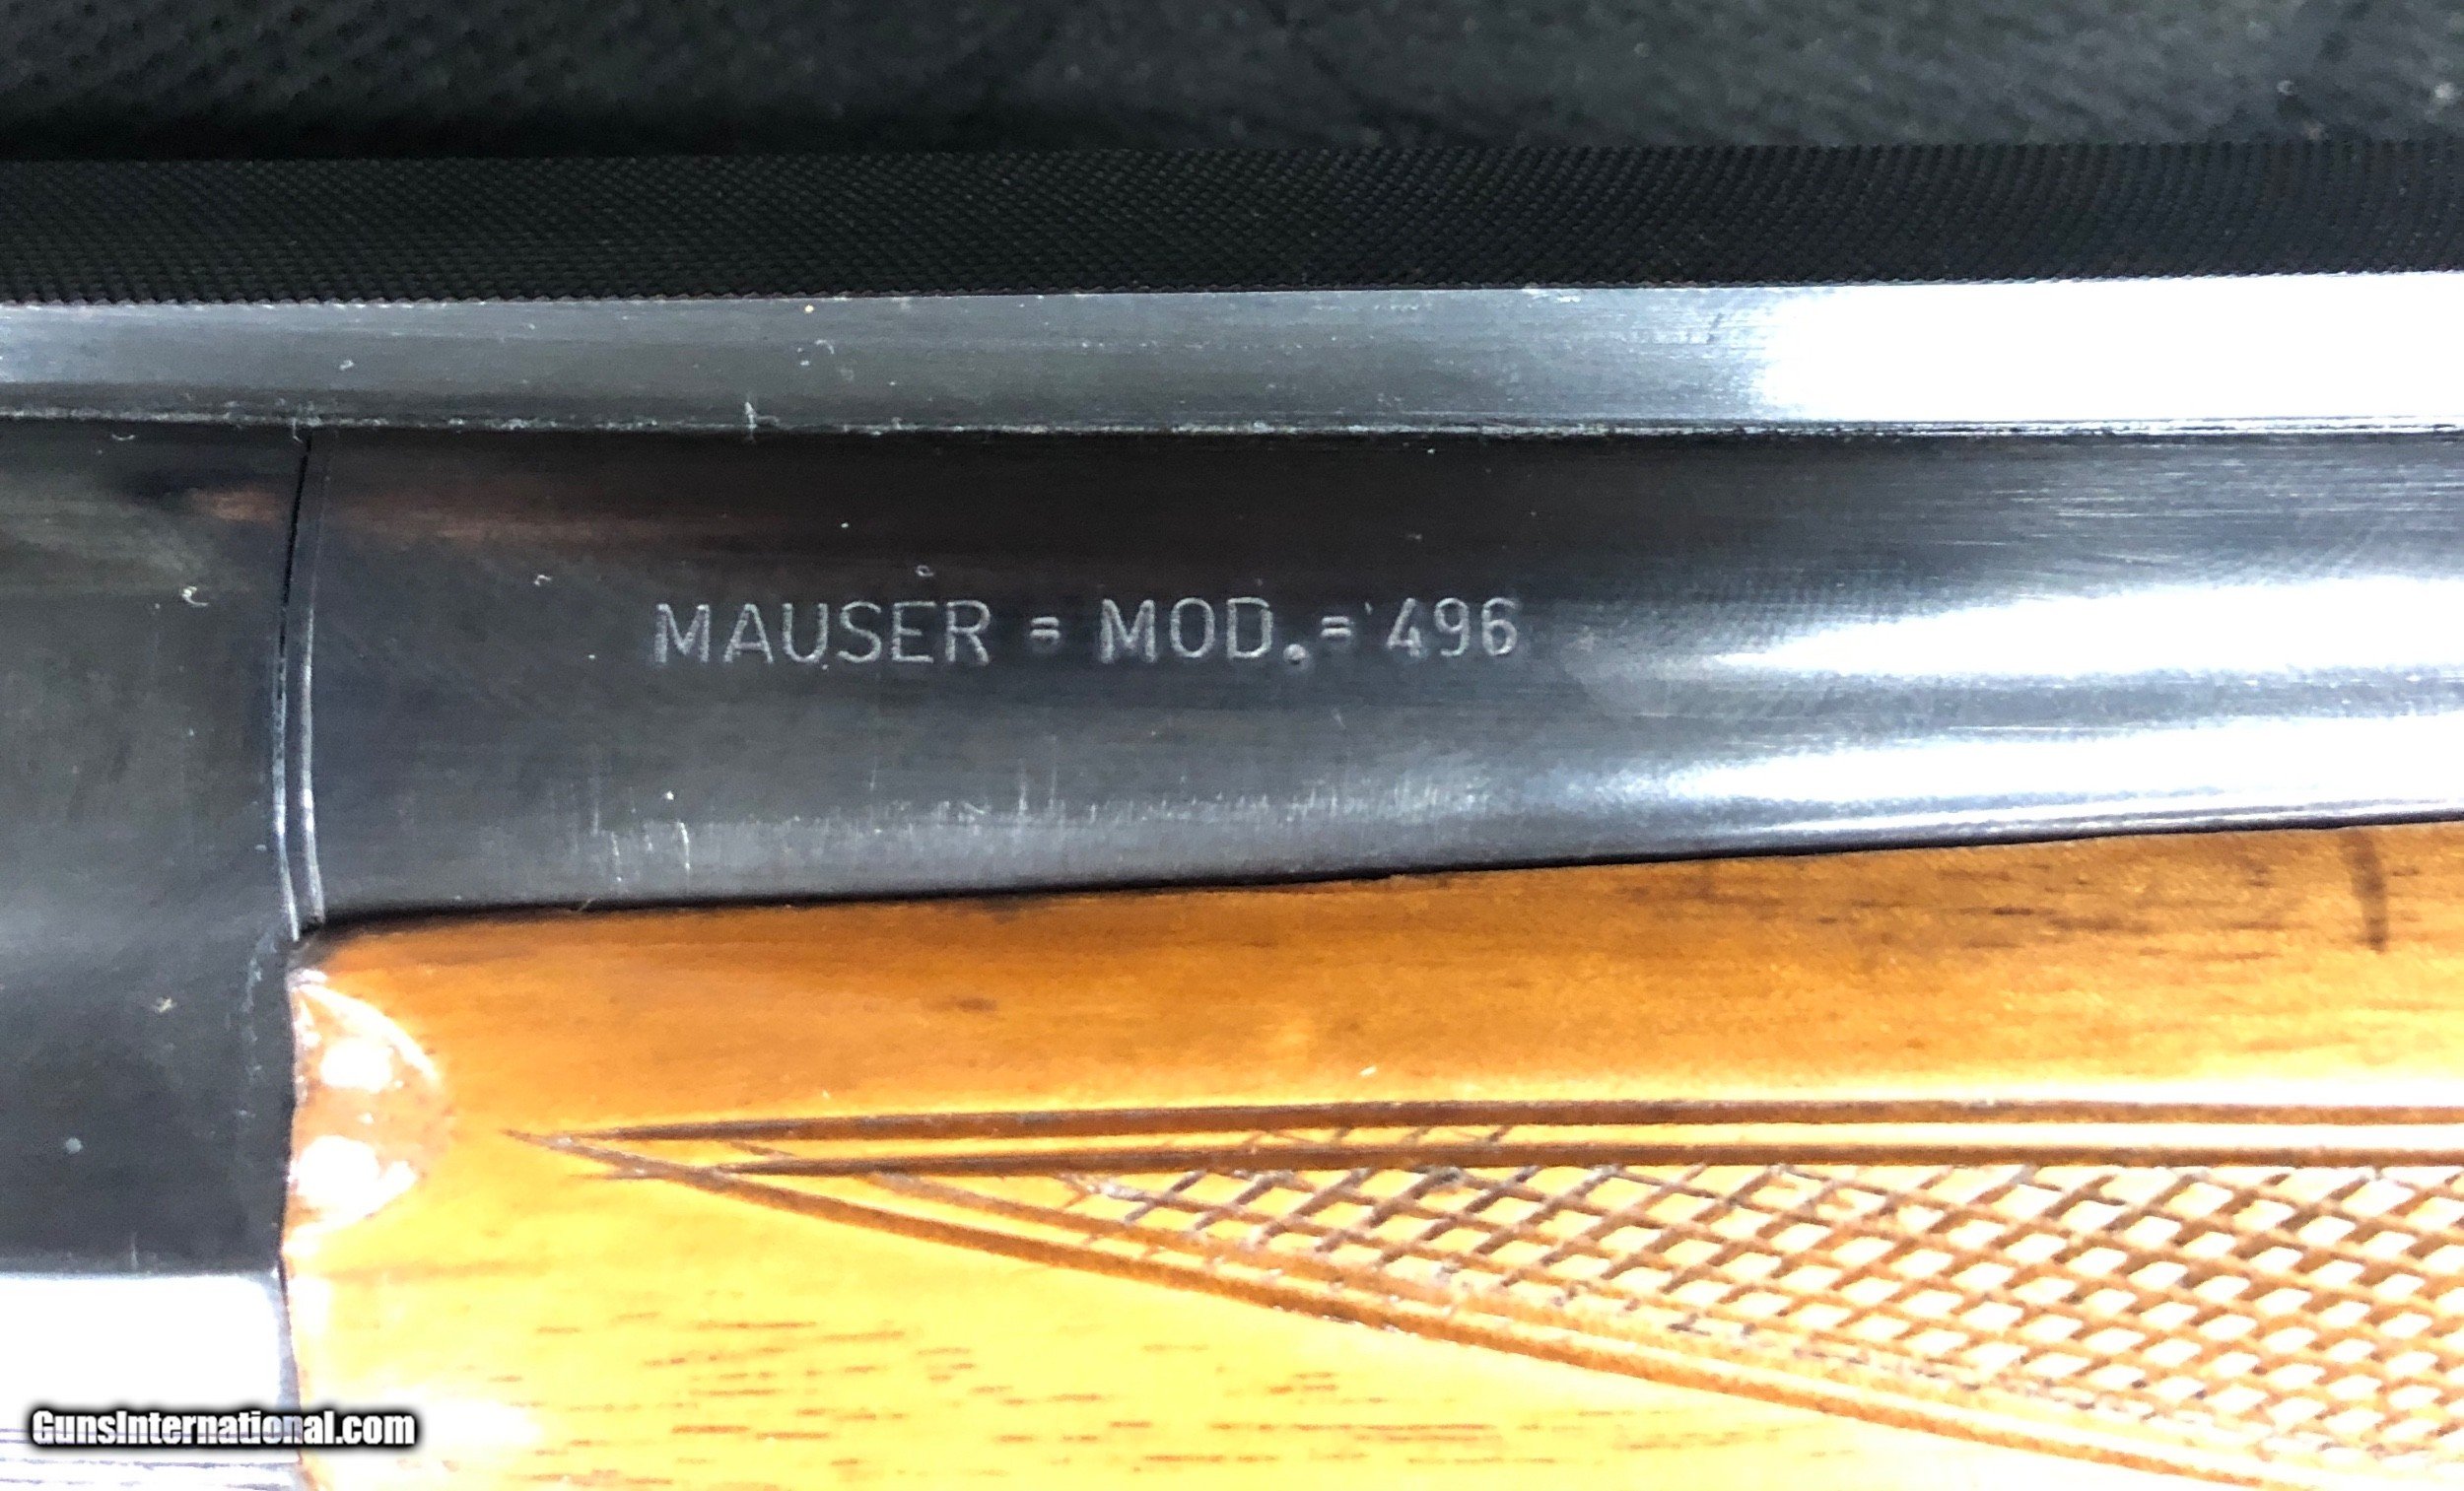 MAUSER = MOD. = 496
GunsInternational.com